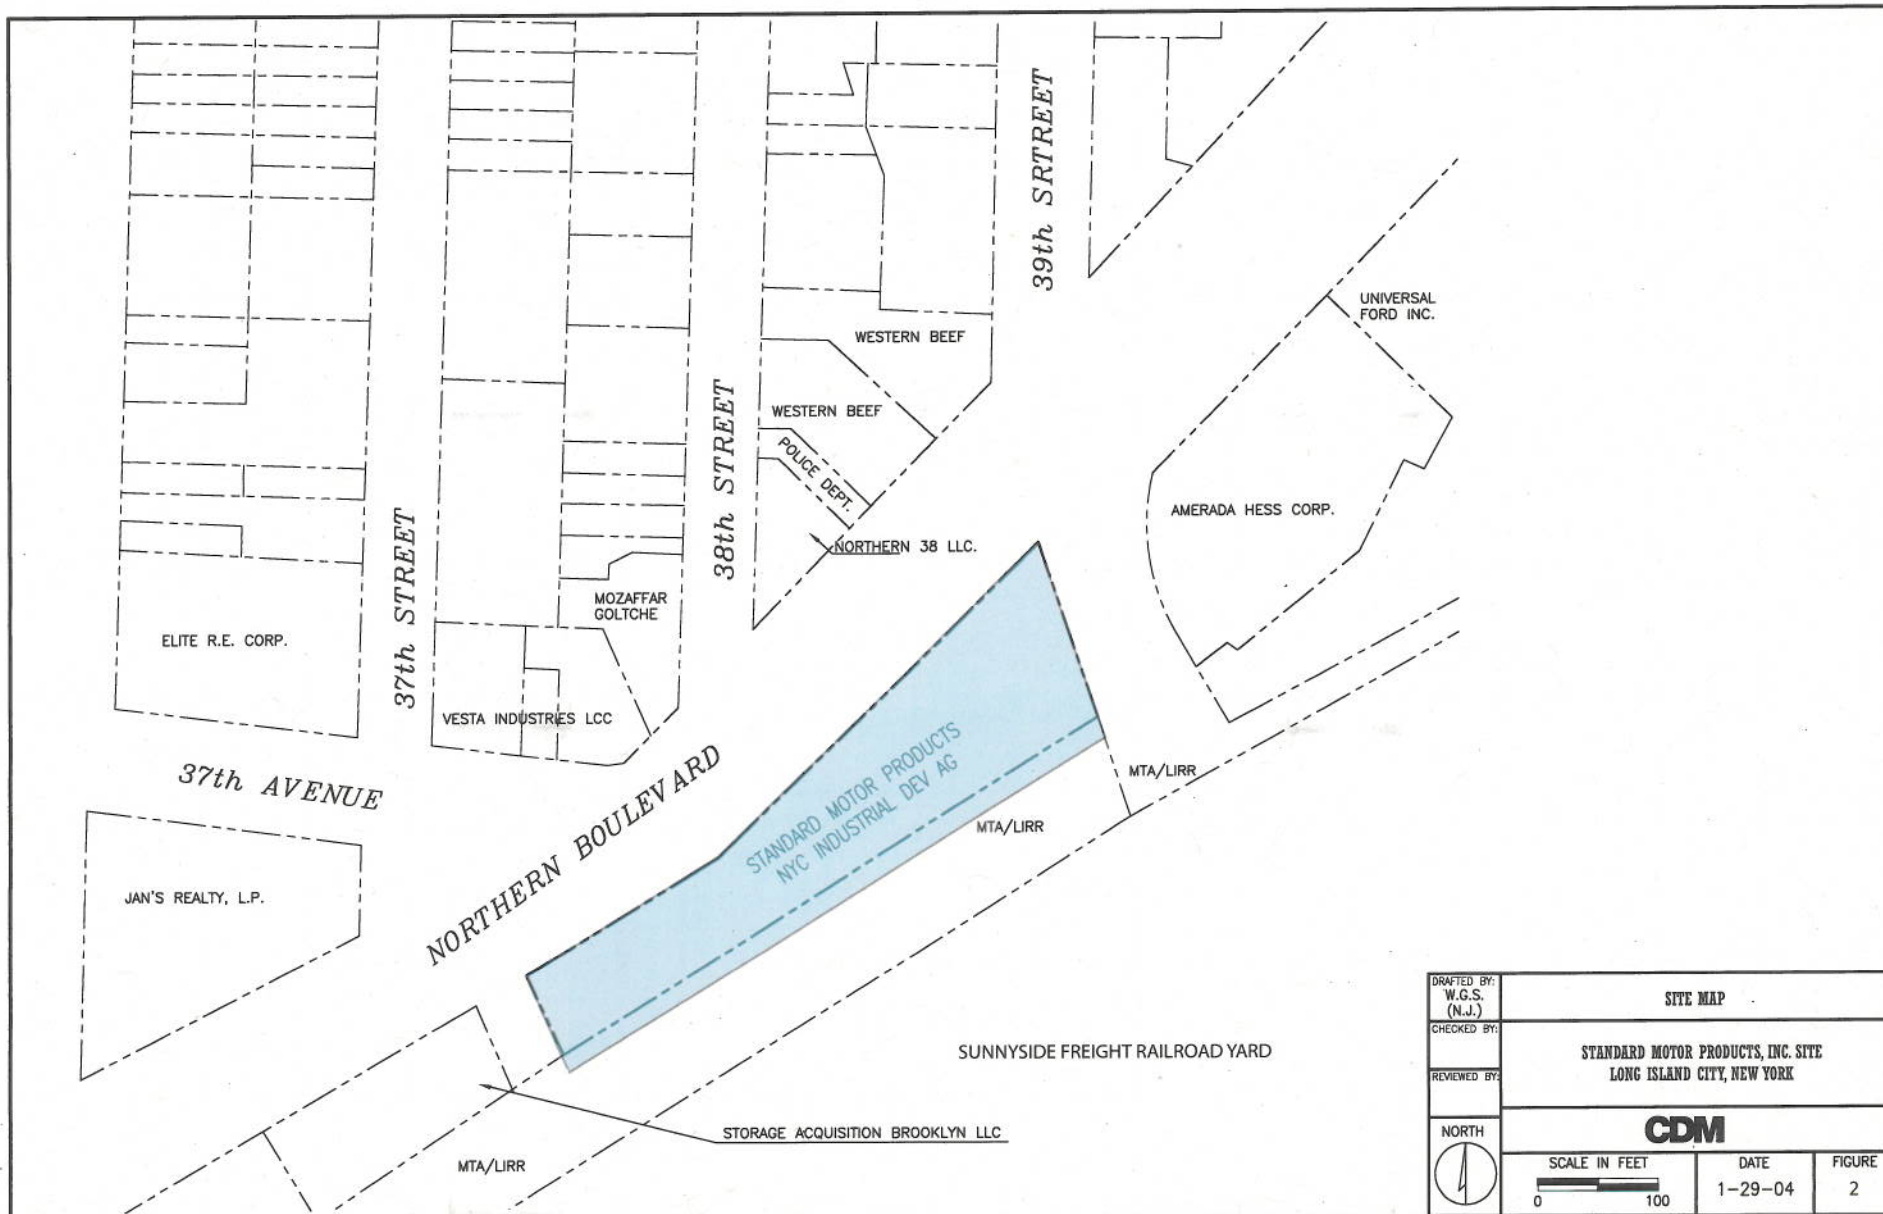 39th SRTREET
UNIVERSAL
FORD INC.
WESTERN BEEF
38th STREET
WESTERN BEEF
POLICE DEPT.
37th STREET
AMERADA HESS CORP.
NORTHERN 38 LLC.
MOZAFFAR
GOLTCHE
ELITE R.E. CORP.
VESTA INDUSTRIES LCC
37th AVENUE
NORTHERN BOULEVARD
STANDARD MOTOR PRODUCTS
NYC INDUSTRIAL DEV AG
MTA/LIRR
MTA/LIRR
JAN'S REALTY, L.P.
SUNNYSIDE FREIGHT RAILROAD YARD
STORAGE ACQUISITION BROOKLYN LLC
MTA/LIRR
DRAFTED BY:
W.G.S.
(N.J.)
SITE MAP
CHECKED BY:
STANDARD MOTOR PRODUCTS, INC. SITE
LONG ISLAND CITY, NEW YORK
REVIEWED BY:
NORTH
CDM
SCALE IN FEET
0 100
DATE
1-29-04
FIGURE
2